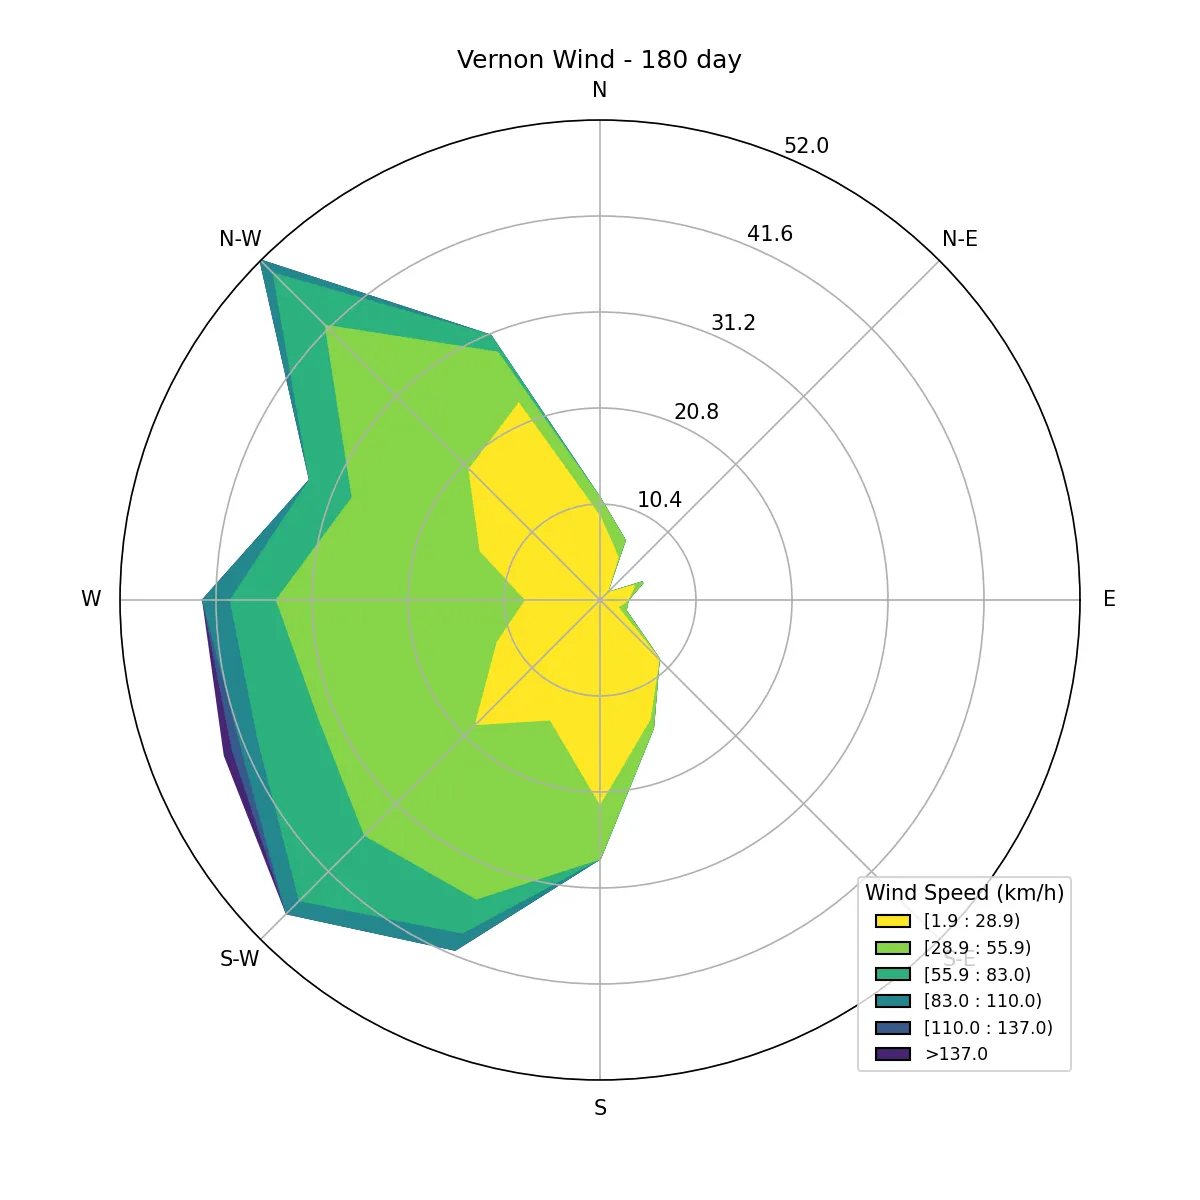 Vernon Wind - 180 day
N
52.0
41.6
N-W
N-E
31.2
20.8
10.4
W
E
Wind Speed (km/h)
[1.9 : 28.9)
[28.9 : 55.9)
S-W
S-E
[55.9 : 83.0)
[83.0 : 110.0)
[110.0 : 137.0)
>137.0
S